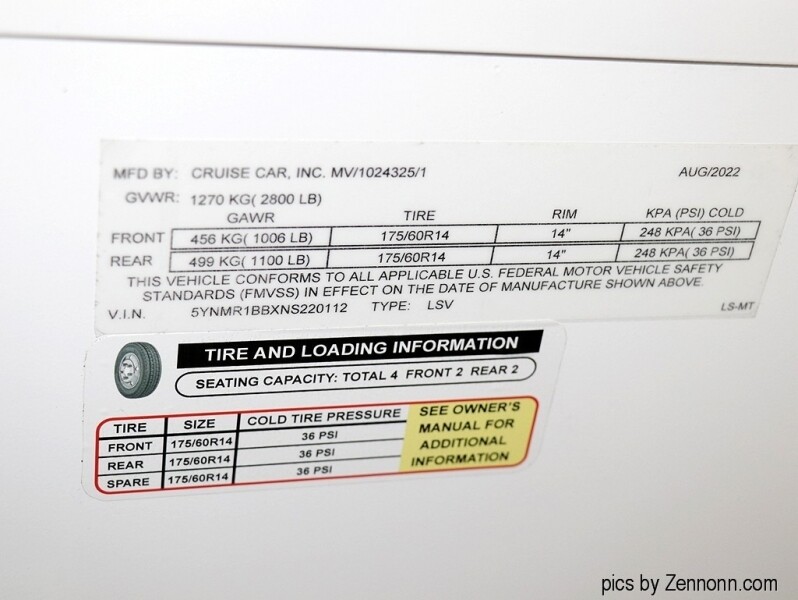 MFD BY: CRUISE CAR, INC. MV/1024325/1 AUG/2022
GVWR: 1270 KG( 2800 LB)
GAWR TIRE RIM KPA (PSI) COLD
FRONT 456 KG( 1006 LB) 175/60R14 14" 248 KPA( 36 PSI)
REAR 499 KG( 1100 LB) 175/60R14 14" 248 KPA( 36 PSI)
THIS VEHICLE CONFORMS TO ALL APPLICABLE U.S. FEDERAL MOTOR VEHICLE SAFETY
STANDARDS (FMVSS) IN EFFECT ON THE DATE OF MANUFACTURE SHOWN ABOVE.
V.I.N. 5YNMR1BBXNS220112 TYPE: LSV LS-MT
TIRE AND LOADING INFORMATION
SEATING CAPACITY: TOTAL 4 FRONT 2 REAR 2
TIRE SIZE COLD TIRE PRESSURE
FRONT 175/60R14 36 PSI
REAR 175/60R14 36 PSI
SPARE 175/60R14 36 PSI
SEE OWNER'S
MANUAL FOR
ADDITIONAL
INFORMATION
pics by Zennonn.com